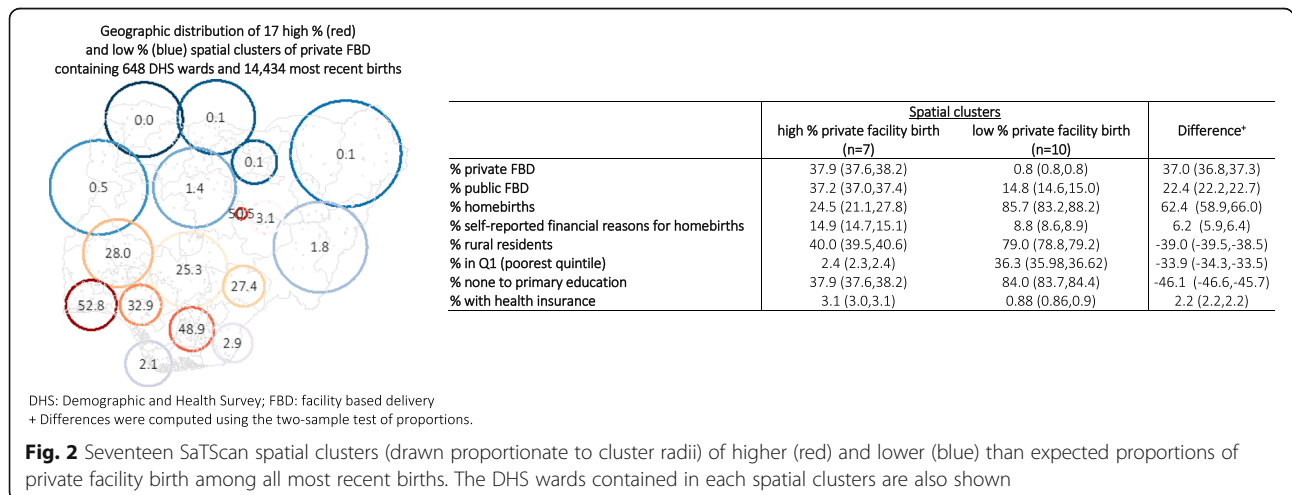 Geographic distribution of 17 high % (red)
and low % (blue) spatial clusters of private FBD
containing 648 DHS wards and 14,434 most recent births
0.0
0.1
0.1
0.1
0.5
1.4
50.5
3.1
1.8
28.0
25.3
27.4
52.8
32.9
48.9
2.9
2.1
Spatial clusters
high % private facility birth (n=7) low % private facility birth (n=10) Difference+
% private FBD 37.9 (37.6,38.2) 0.8 (0.8,0.8) 37.0 (36.8,37.3)
% public FBD 37.2 (37.0,37.4) 14.8 (14.6,15.0) 22.4 (22.2,22.7)
% homebirths 24.5 (21.1,27.8) 85.7 (83.2,88.2) 62.4 (58.9,66.0)
% self-reported financial reasons for homebirths 14.9 (14.7,15.1) 8.8 (8.6,8.9) 6.2 (5.9,6.4)
% rural residents 40.0 (39.5,40.6) 79.0 (78.8,79.2) -39.0 (-39.5,-38.5)
% in Q1 (poorest quintile) 2.4 (2.3,2.4) 36.3 (35.98,36.62) -33.9 (-34.3,-33.5)
% none to primary education 37.9 (37.6,38.2) 84.0 (83.7,84.4) -46.1 (-46.6,-45.7)
% with health insurance 3.1 (3.0,3.1) 0.88 (0.86,0.9) 2.2 (2.2,2.2)
DHS: Demographic and Health Survey; FBD: facility based delivery
+ Differences were computed using the two-sample test of proportions.
Fig. 2 Seventeen SaTScan spatial clusters (drawn proportionate to cluster radii) of higher (red) and lower (blue) than expected proportions of
private facility birth among all most recent births. The DHS wards contained in each spatial clusters are also shown